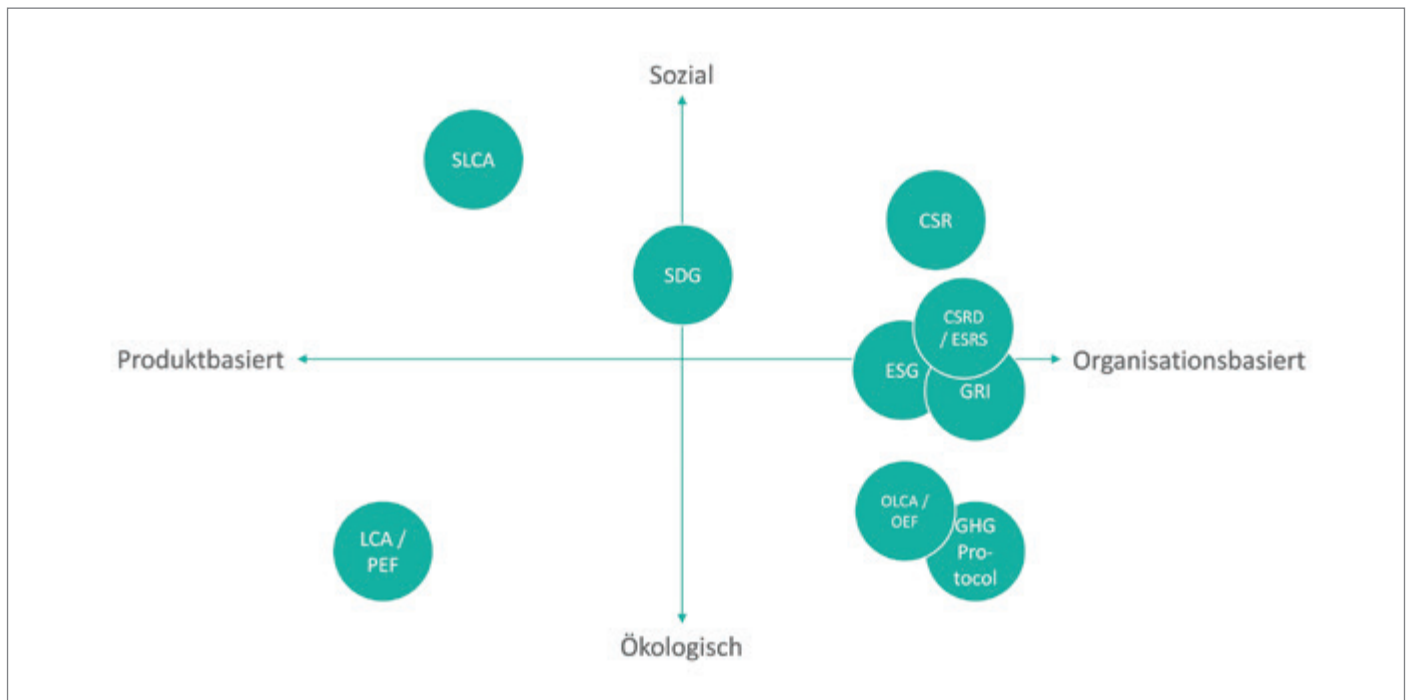 Sozial
SLCA
CSR
SDG
CSRD
/ ESRS
Produktbasiert
Organisationsbasiert
ESG
GRI
OLCA /
OEF
LCA /
PEF
GHG
Pro-
tocol
Ökologisch